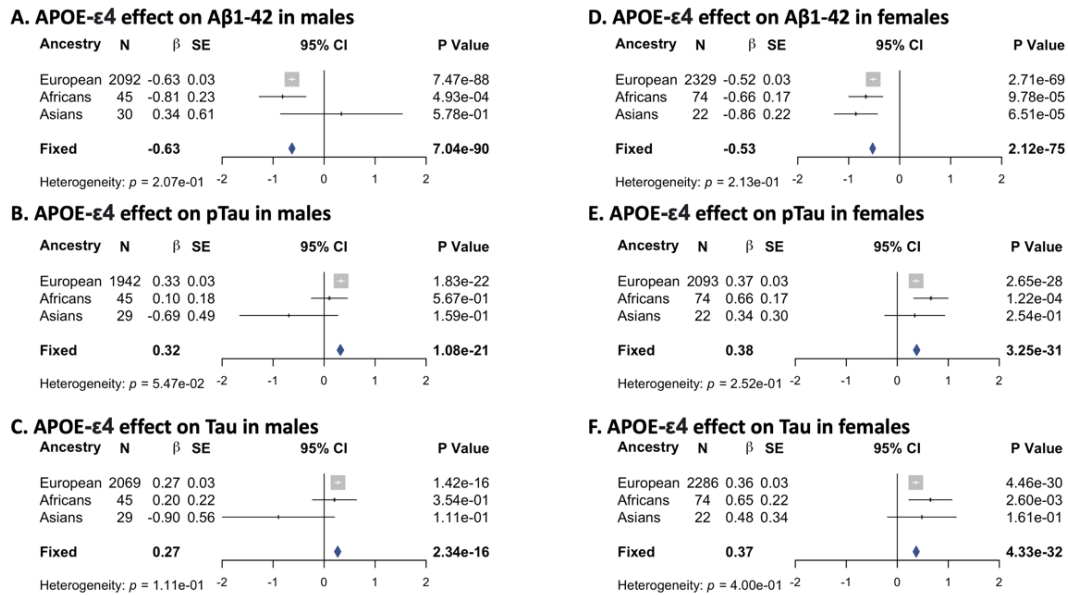 A. APOE-ε4 effect on Aβ1-42 in males
Ancestry N β SE 95% CI P Value
European 2092 -0.63 0.03 7.47e-88
Africans 45 -0.81 0.23 4.93e-04
Asians 30 0.34 0.61 5.78e-01
Fixed -0.63 7.04e-90
Heterogeneity: p = 2.07e-01 -2 -1 0 1 2
B. APOE-ε4 effect on pTau in males
Ancestry N β SE 95% CI P Value
European 1942 0.33 0.03 1.83e-22
Africans 45 0.10 0.18 5.67e-01
Asians 29 -0.69 0.49 1.59e-01
Fixed 0.32 1.08e-21
Heterogeneity: p = 5.47e-02 -2 -1 0 1 2
C. APOE-ε4 effect on Tau in males
Ancestry N β SE 95% CI P Value
European 2069 0.27 0.03 1.42e-16
Africans 45 0.20 0.22 3.54e-01
Asians 29 -0.90 0.56 1.11e-01
Fixed 0.27 2.34e-16
Heterogeneity: p = 1.11e-01 -2 -1 0 1 2
D. APOE-ε4 effect on Aβ1-42 in females
Ancestry N β SE 95% CI P Value
European 2329 -0.52 0.03 2.71e-69
Africans 74 -0.66 0.17 9.78e-05
Asians 22 -0.86 0.22 6.51e-05
Fixed -0.53 2.12e-75
Heterogeneity: p = 2.13e-01 -2 -1 0 1 2
E. APOE-ε4 effect on pTau in females
Ancestry N β SE 95% CI P Value
European 2093 0.37 0.03 2.65e-28
Africans 74 0.66 0.17 1.22e-04
Asians 22 0.34 0.30 2.54e-01
Fixed 0.38 3.25e-31
Heterogeneity: p = 2.52e-01 -2 -1 0 1 2
F. APOE-ε4 effect on Tau in females
Ancestry N β SE 95% CI P Value
European 2286 0.36 0.03 4.46e-30
Africans 74 0.65 0.22 2.60e-03
Asians 22 0.48 0.34 1.61e-01
Fixed 0.37 4.33e-32
Heterogeneity: p = 4.00e-01 -2 -1 0 1 2